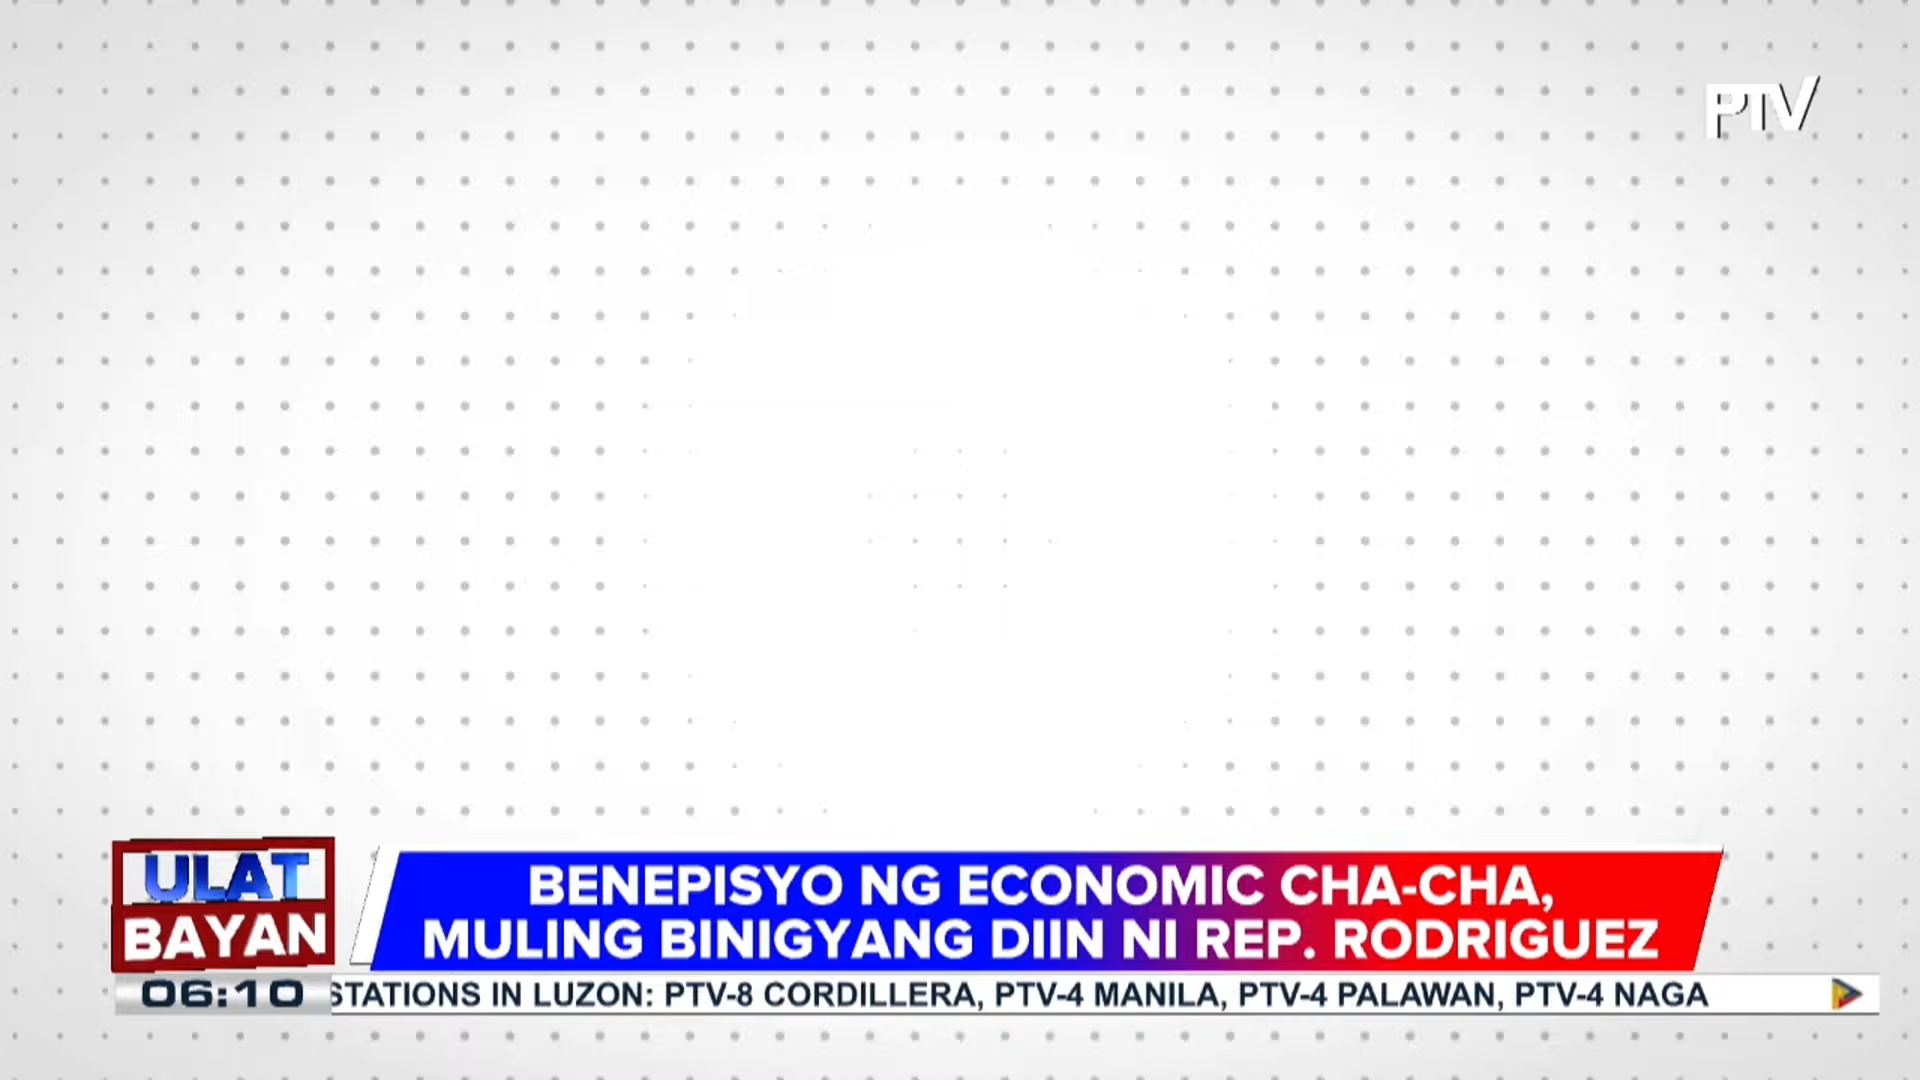 PTV
ULAT
BAYAN
BENEPISYO NG ECONOMIC CHA-CHA,
MULING BINIGYANG DIIN NI REP. RODRIGUEZ
06:10
STATIONS IN LUZON: PTV-8 CORDILLERA, PTV-4 MANILA, PTV-4 PALAWAN, PTV-4 NAGA